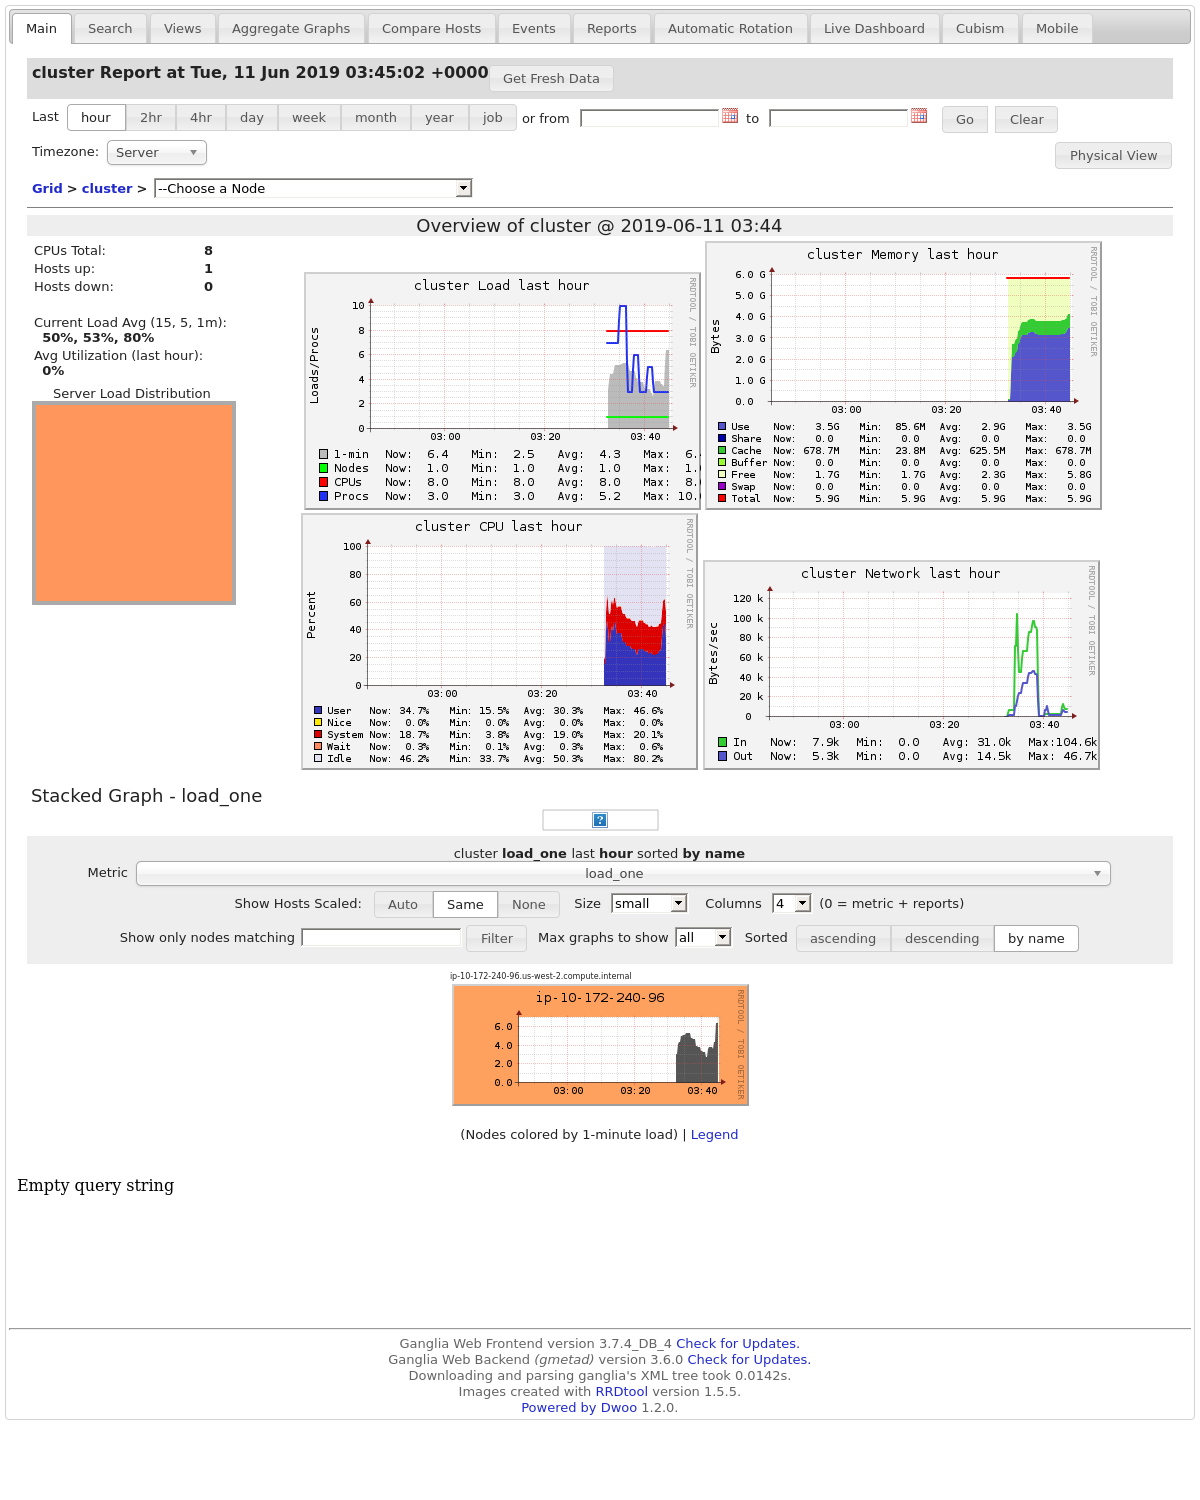 Main Search Views Aggregate Graphs Compare Hosts Events Reports Automatic Rotation Live Dashboard Cubism Mobile
cluster Report at Tue, 11 Jun 2019 03:45:02 +0000 Get Fresh Data
Last hour 2hr 4hr day week month year job or from to Go Clear
Timezone: Server Physical View
Grid > cluster > --Choose a Node
Overview of cluster @ 2019-06-11 03:44
CPUs Total: 8
Hosts up: 1
Hosts down: 0
Current Load Avg (15, 5, 1m):
50%, 53%, 80%
Avg Utilization (last hour):
0%
Server Load Distribution
cluster Load last hour
RRDTOOL / TOBI OETIKER
Loads/Procs
10
8
6
4
2
0
03:00 03:20 03:40
1-min Now: 6.4 Min: 2.5 Avg: 4.3 Max: 6.
Nodes Now: 1.0 Min: 1.0 Avg: 1.0 Max: 1.
CPUs Now: 8.0 Min: 8.0 Avg: 8.0 Max: 8.
Procs Now: 3.0 Min: 3.0 Avg: 5.2 Max: 10.
cluster Memory last hour
RRDTOOL / TOBI OETIKER
Bytes
6.0 G
5.0 G
4.0 G
3.0 G
2.0 G
1.0 G
0.0
03:00 03:20 03:40
Use Now: 3.5G Min: 85.6M Avg: 2.9G Max: 3.5G
Share Now: 0.0 Min: 0.0 Avg: 0.0 Max: 0.0
Cache Now: 678.7M Min: 23.8M Avg: 625.5M Max: 678.7M
Buffer Now: 0.0 Min: 0.0 Avg: 0.0 Max: 0.0
Free Now: 1.7G Min: 1.7G Avg: 2.3G Max: 5.8G
Swap Now: 0.0 Min: 0.0 Avg: 0.0 Max: 0.0
Total Now: 5.9G Min: 5.9G Avg: 5.9G Max: 5.9G
cluster CPU last hour
RRDTOOL / TOBI OETIKER
Percent
100
80
60
40
20
0
03:00 03:20 03:40
User Now: 34.7% Min: 15.5% Avg: 30.3% Max: 46.6%
Nice Now: 0.0% Min: 0.0% Avg: 0.0% Max: 0.0%
System Now: 18.7% Min: 3.8% Avg: 19.0% Max: 20.1%
Wait Now: 0.3% Min: 0.1% Avg: 0.3% Max: 0.6%
Idle Now: 46.2% Min: 33.7% Avg: 50.3% Max: 80.2%
cluster Network last hour
RRDTOOL / TOBI OETIKER
Bytes/sec
120 k
100 k
80 k
60 k
40 k
20 k
0
03:00 03:20 03:40
In Now: 7.9k Min: 0.0 Avg: 31.0k Max:104.6k
Out Now: 5.3k Min: 0.0 Avg: 14.5k Max: 46.7k
Stacked Graph - load_one
?
cluster load_one last hour sorted by name
Metric load_one
Show Hosts Scaled: Auto Same None Size small Columns 4 (0 = metric + reports)
Show only nodes matching Filter Max graphs to show all Sorted ascending descending by name
ip-10-172-240-96.us-west-2.compute.internal
ip-10-172-240-96
RRDTOOL / TOBI OETIKER
6.0
4.0
2.0
0.0
03:00 03:20 03:40
(Nodes colored by 1-minute load) | Legend
Empty query string
Ganglia Web Frontend version 3.7.4_DB_4 Check for Updates.
Ganglia Web Backend (gmetad) version 3.6.0 Check for Updates.
Downloading and parsing ganglia's XML tree took 0.0142s.
Images created with RRDtool version 1.5.5.
Powered by Dwoo 1.2.0.